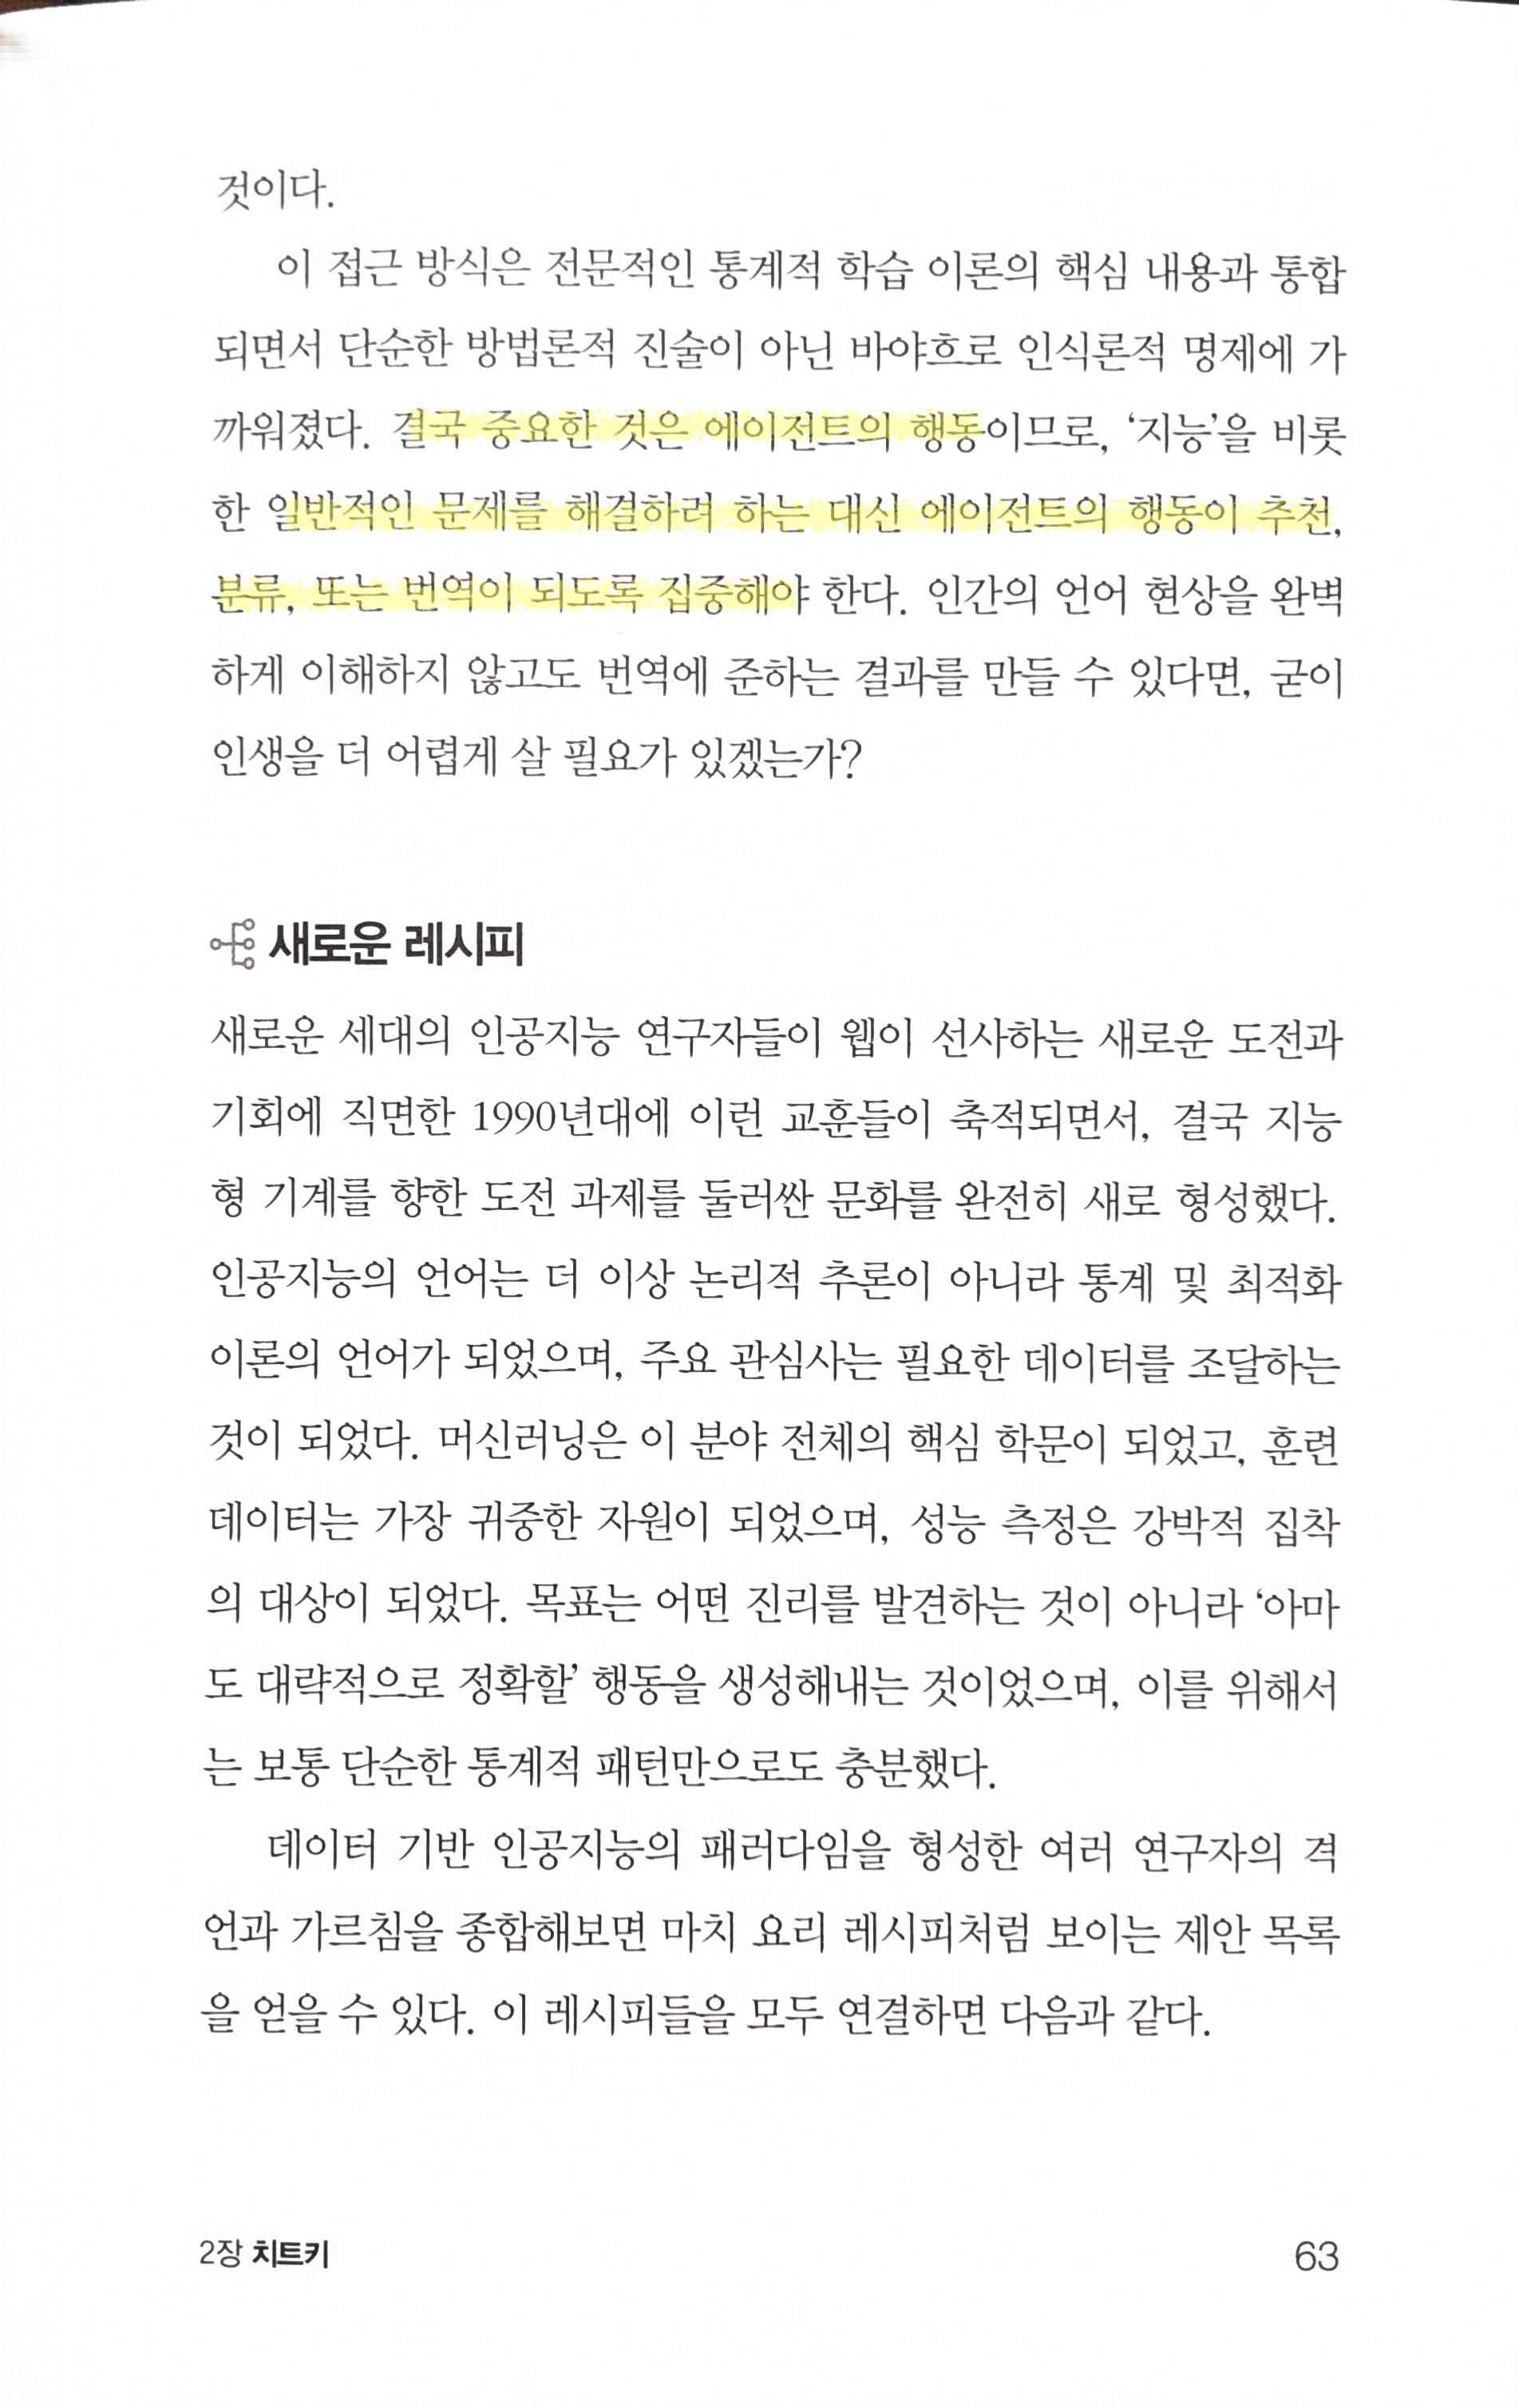 것이다.
이 접근 방식은 전문적인 통계적 학습 이론의 핵심 내용과 통합
되면서 단순한 방법론적 진술이 아닌 바야흐로 인식론적 명제에 가
까워졌다. 결국 중요한 것은 에이전트의 행동이므로, ‘지능’을 비롯
한 일반적인 문제를 해결하려 하는 대신 에이전트의 행동이 추천,
분류, 또는 번역이 되도록 집중해야 한다. 인간의 언어 현상을 완벽
하게 이해하지 않고도 번역에 준하는 결과를 만들 수 있다면, 굳이
인생을 더 어렵게 살 필요가 있겠는가?
새로운 레시피
새로운 세대의 인공지능 연구자들이 웹이 선사하는 새로운 도전과
기회에 직면한 1990년대에 이런 교훈들이 축적되면서, 결국 지능
형 기계를 향한 도전 과제를 둘러싼 문화를 완전히 새로 형성했다.
인공지능의 언어는 더 이상 논리적 추론이 아니라 통계 및 최적화
이론의 언어가 되었으며, 주요 관심사는 필요한 데이터를 조달하는
것이 되었다. 머신러닝은 이 분야 전체의 핵심 학문이 되었고, 훈련
데이터는 가장 귀중한 자원이 되었으며, 성능 측정은 강박적 집착
의 대상이 되었다. 목표는 어떤 진리를 발견하는 것이 아니라 ‘아마
도 대략적으로 정확할’ 행동을 생성해내는 것이었으며, 이를 위해서
는 보통 단순한 통계적 패턴만으로도 충분했다.
데이터 기반 인공지능의 패러다임을 형성한 여러 연구자의 격
언과 가르침을 종합해보면 마치 요리 레시피처럼 보이는 제안 목록
을 얻을 수 있다. 이 레시피들을 모두 연결하면 다음과 같다.
2장 치트키
63